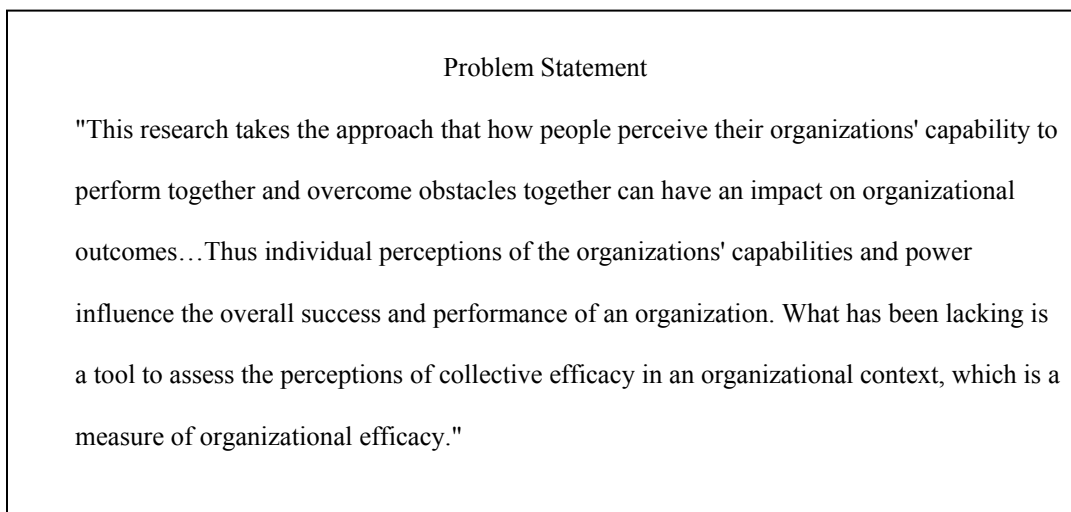 Problem Statement
"This research takes the approach that how people perceive their organizations' capability to
perform together and overcome obstacles together can have an impact on organizational
outcomes…Thus individual perceptions of the organizations' capabilities and power
influence the overall success and performance of an organization. What has been lacking is
a tool to assess the perceptions of collective efficacy in an organizational context, which is a
measure of organizational efficacy."